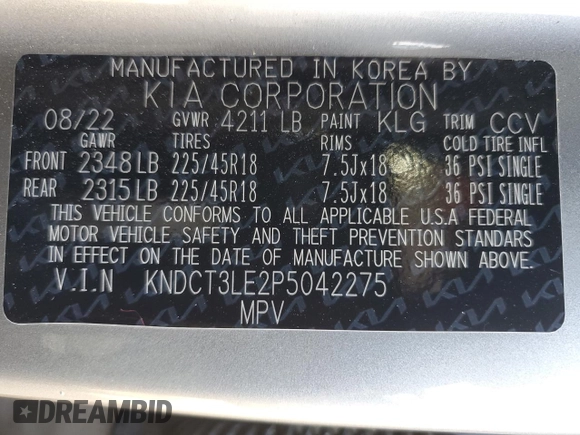 MANUFACTURED IN KOREA BY
KIA CORPORATION
08/22 GVWR 4211 LB PAINT KLG TRIM CCV
GAWR TIRES RIMS COLD TIRE INFL
FRONT 2348 LB 225/45R18 7.5Jx18 36 PSI SINGLE
REAR 2315 LB 225/45R18 7.5Jx18 36 PSI SINGLE
THIS VEHICLE CONFORMS TO ALL APPLICABLE U.S.A FEDERAL
MOTOR VEHICLE SAFETY AND THEFT PREVENTION STANDARS
IN EFFECT ON THE DATE OF MANUFACTURE SHOWN ABOVE.
V.I.N KNDCT3LE2P5042275
MPV
DREAMBID